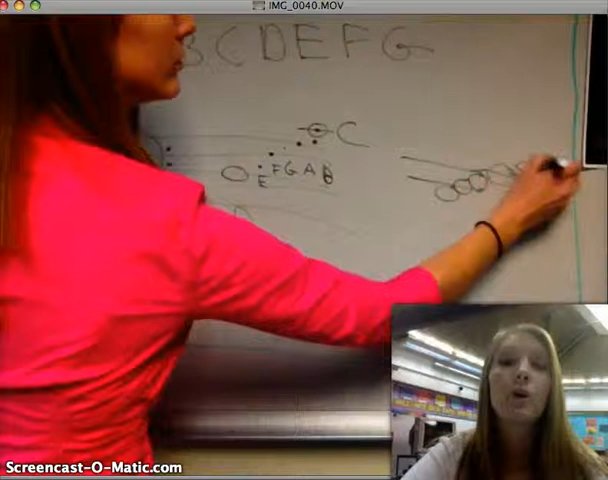 IMG_0040.MOV
BCDEFG
C
E F G A B
Screencast-O-Matic.com